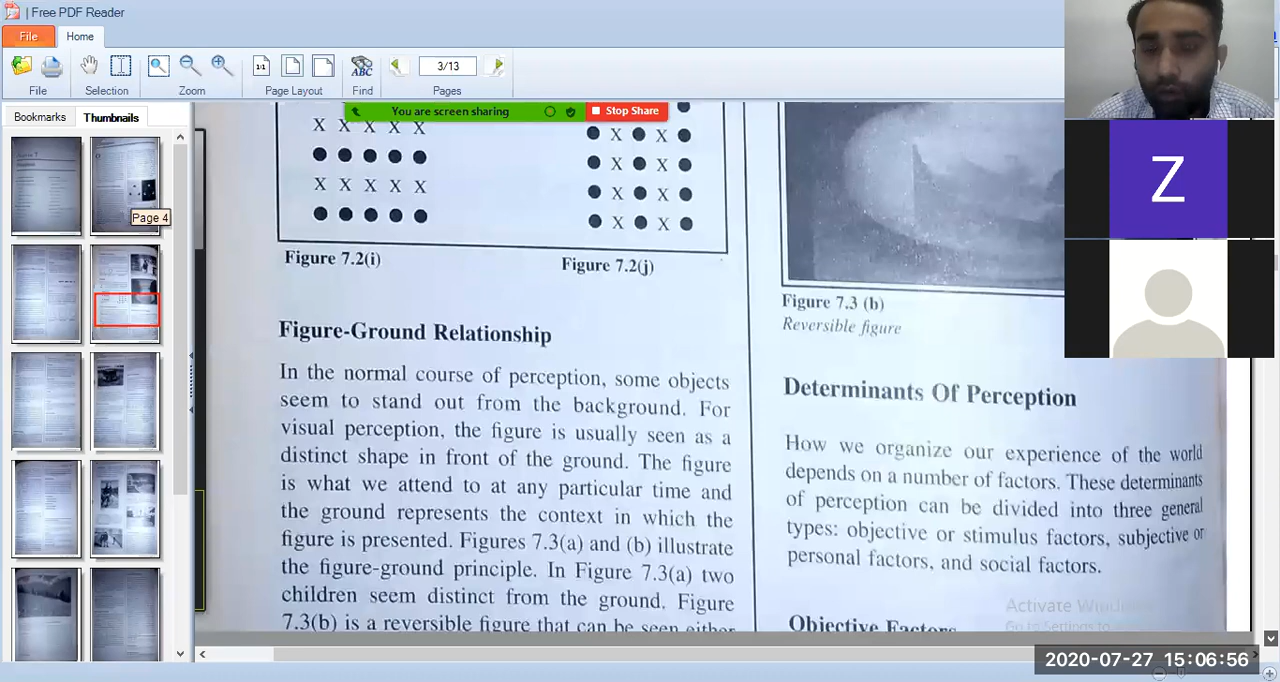 Free PDF Reader
File
Home
1:1
ABC
3/13
File
Selection
Zoom
Page Layout
Find
Pages
Bookmarks
Thumbnails
Page 4
You are screen sharing
Stop Share
X X X X X
X X X X X
X X
X X
X X
X X
Figure 7.2(i)
Figure 7.2(j)
Figure-Ground Relationship
In the normal course of perception, some objects
seem to stand out from the background. For
visual perception, the figure is usually seen as a
distinct shape in front of the ground. The figure
is what we attend to at any particular time and
the ground represents the context in which the
figure is presented. Figures 7.3(a) and (b) illustrate
the figure-ground principle. In Figure 7.3(a) two
children seem distinct from the ground. Figure
7.3(b) is a reversible figure that can be seen either
Figure 7.3 (b)
Reversible figure
Determinants Of Perception
How we organize our experience of the world
depends on a number of factors. These determinants
of perception can be divided into three general
types: objective or stimulus factors, subjective or
personal factors, and social factors.
Objective Factors
Z
Activate
Go to Settings to
2020-07-27 15:06:56